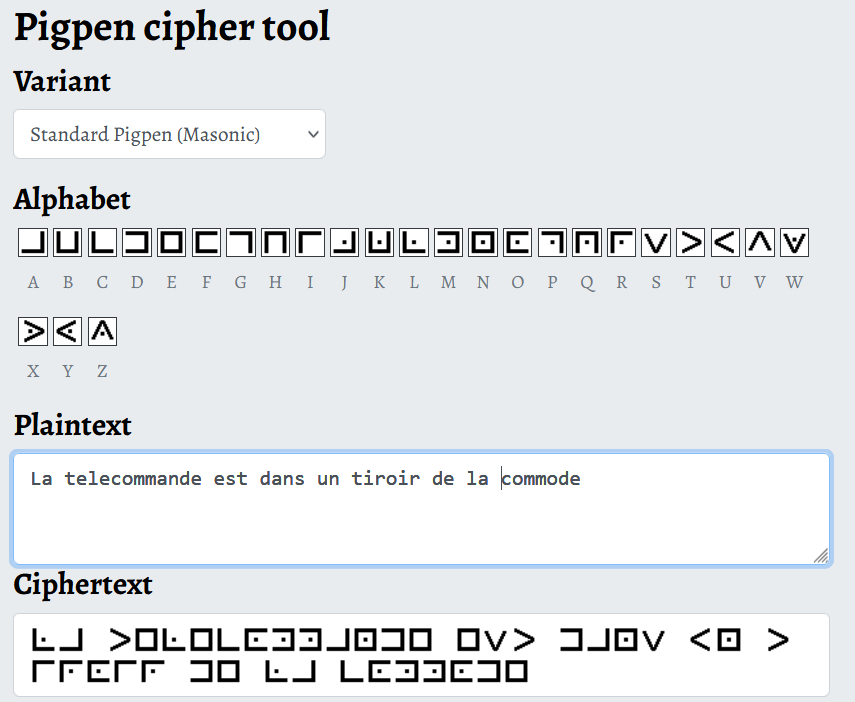 Pigpen cipher tool
Variant
Standard Pigpen (Masonic)
Alphabet
A B C D E F G H I J K L M N O P Q R S T U V W
X Y Z
Plaintext
La telecommande est dans un tiroir de la commode
Ciphertext